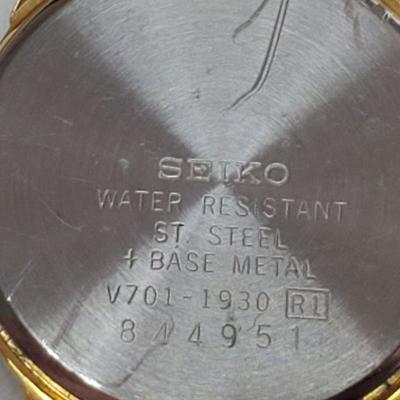 SEIKO
WATER RESISTANT
ST. STEEL
+ BASE METAL
V701-1930 R1
844951